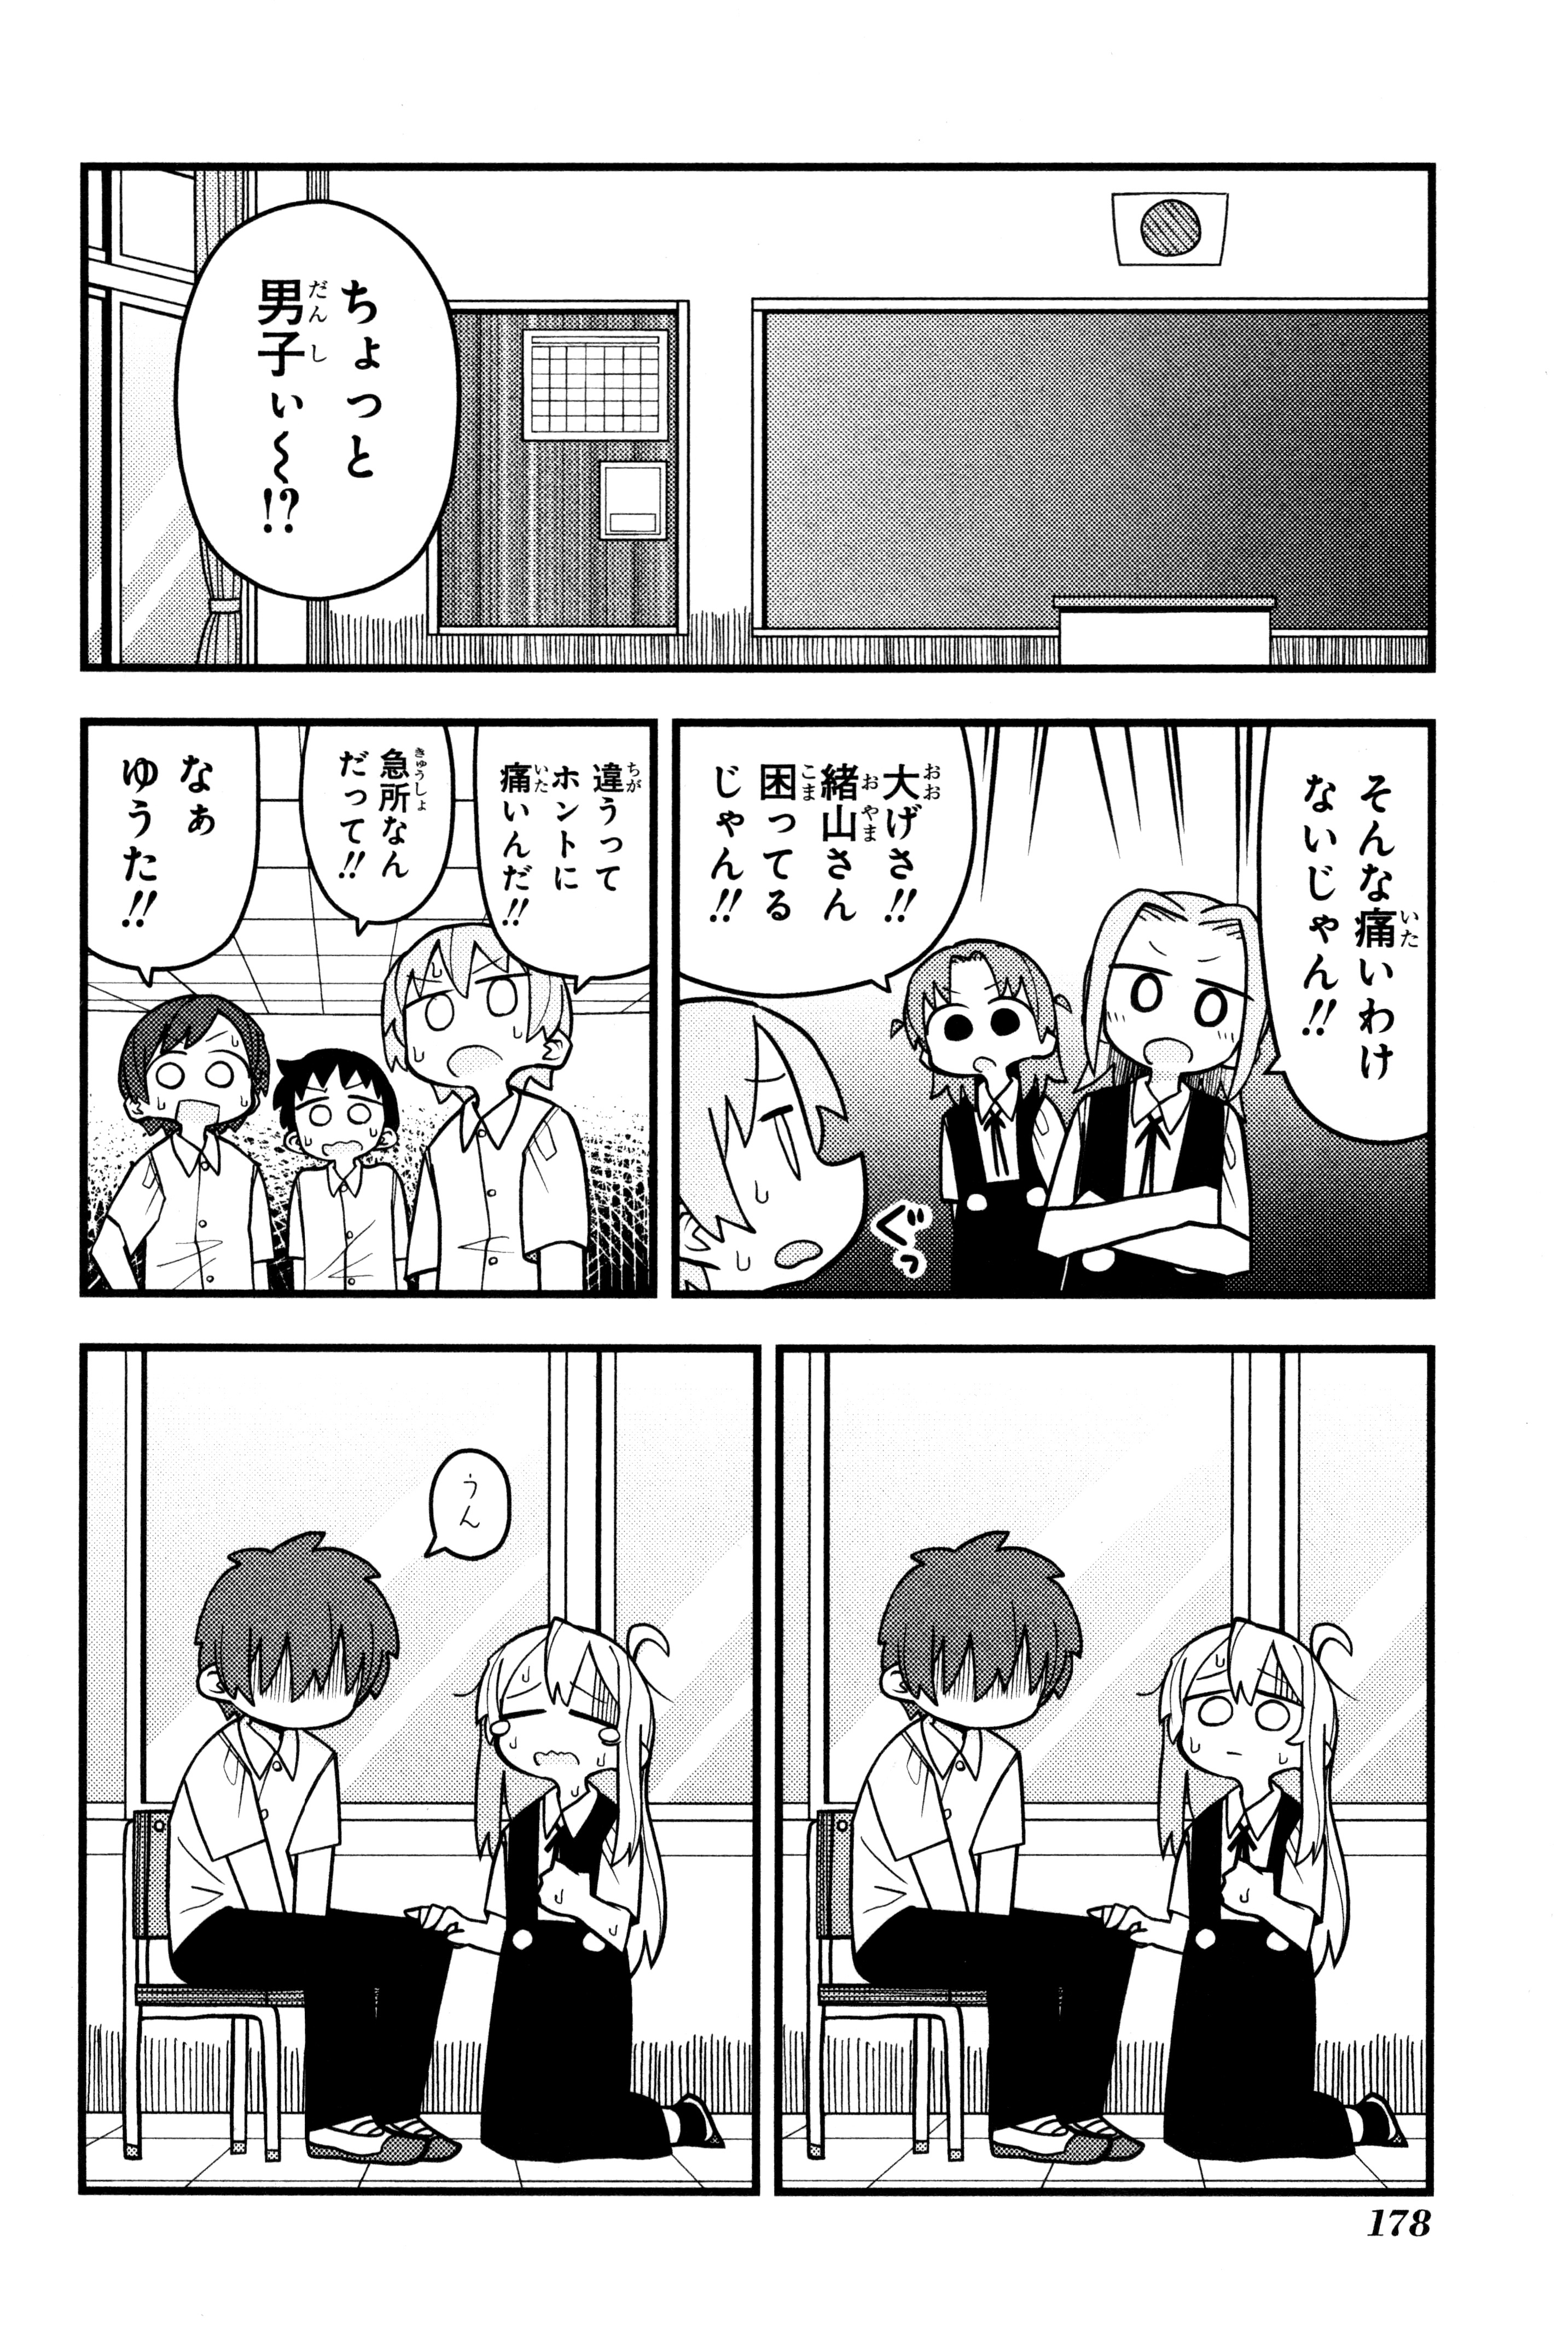 ちょっと
男子ぃ〜!?
そんな痛いわけ
ないじゃん!!
大げさ!!
緒山さん
困ってる
じゃん!!
ぐっ
違うって
ホントに
痛いんだ!!
急所なん
だって!!
なぁ
ゆうた!!
うん
178